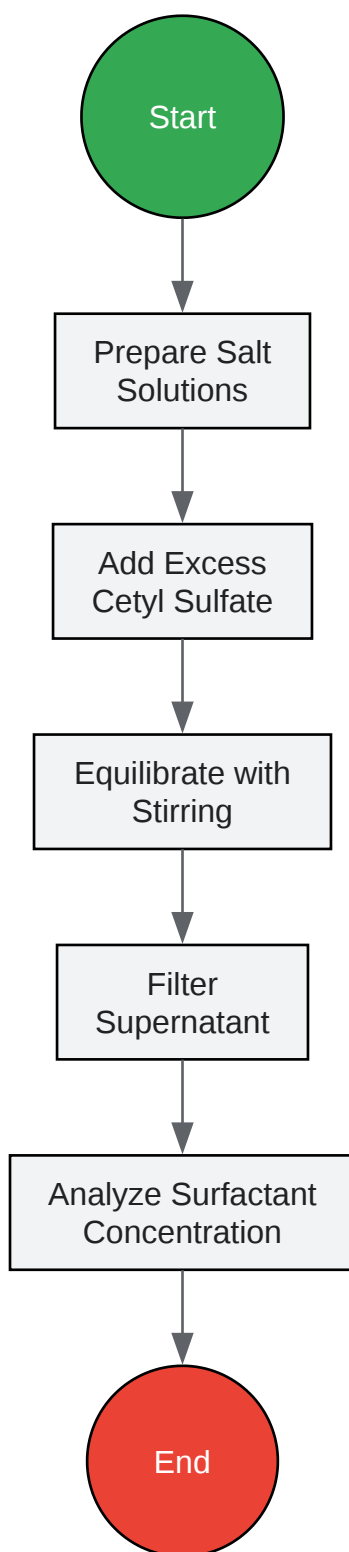 Start
Prepare Salt
Solutions
Add Excess
Cetyl Sulfate
Equilibrate with
Stirring
Filter
Supernatant
Analyze Surfactant
Concentration
End